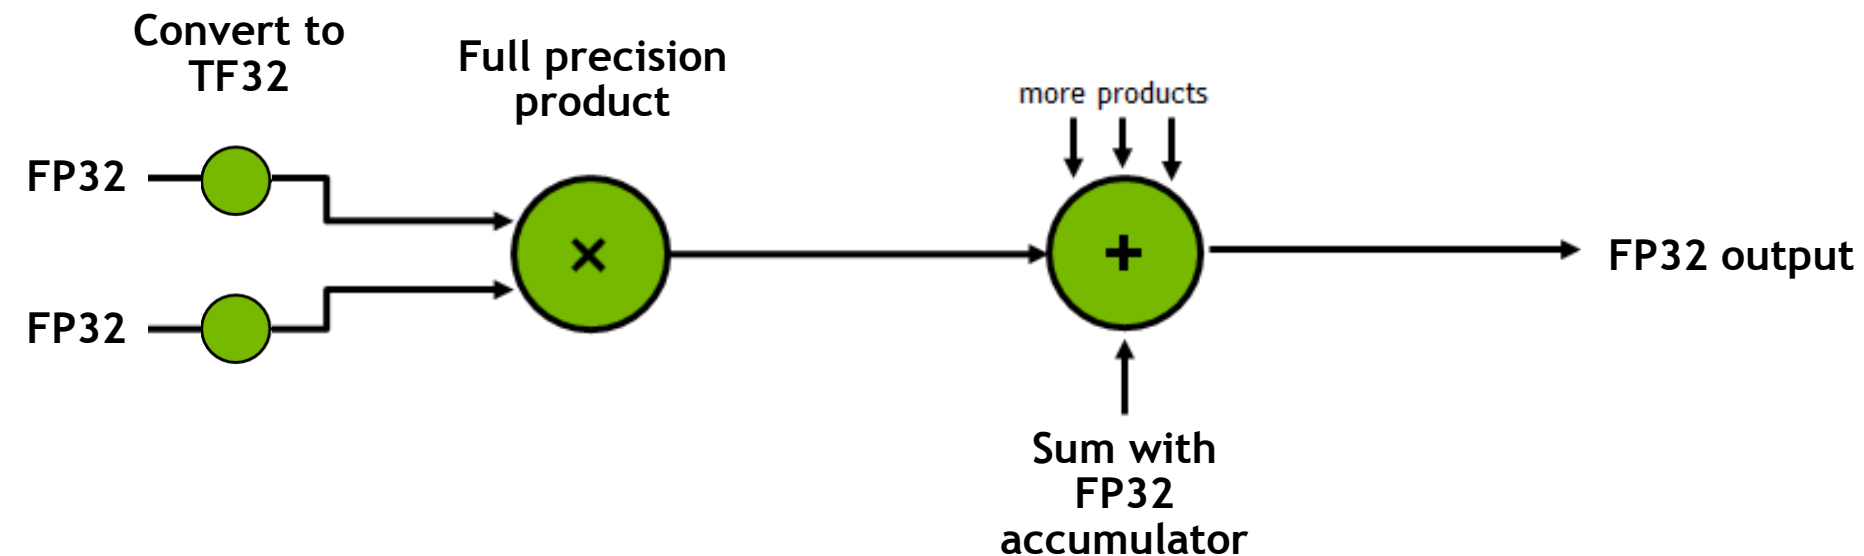 Convert to
TF32
Full precision
product
more products
FP32
×
+
FP32 output
FP32
Sum with
FP32
accumulator